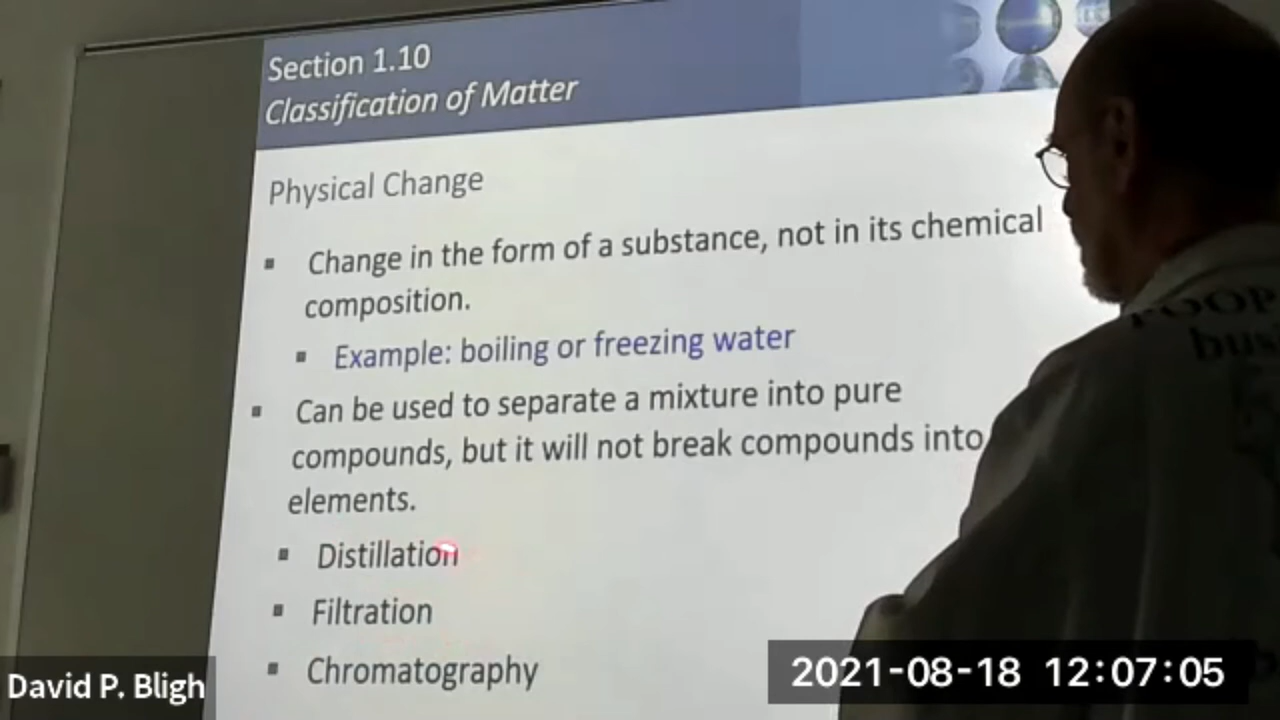 Section 1.10
Classification of Matter
Physical Change
▪ Change in the form of a substance, not in its chemical
composition.
▪ Example: boiling or freezing water
▪ Can be used to separate a mixture into pure
compounds, but it will not break compounds into
elements.
▪ Distillation
▪ Filtration
▪ Chromatography
David P. Bligh
2021-08-18 12:07:05